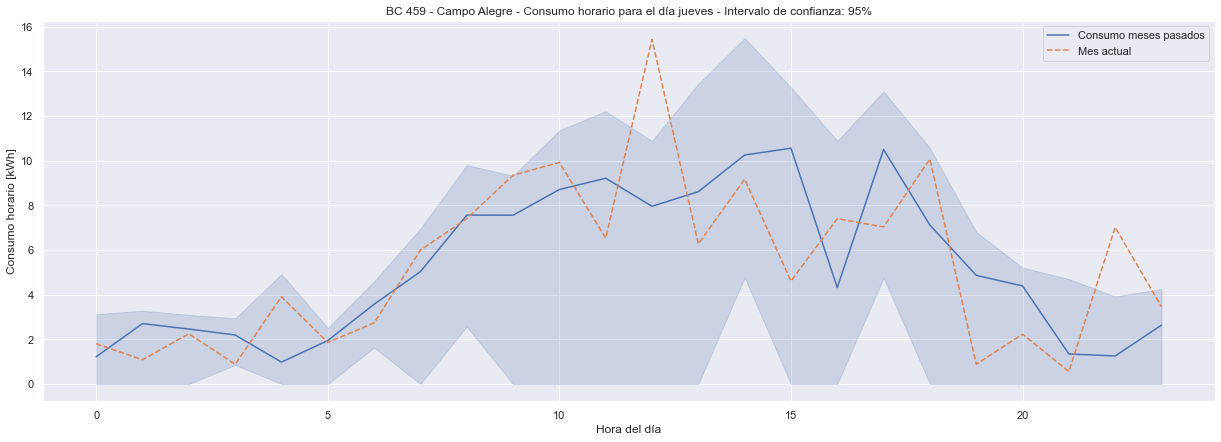 BC 459 - Campo Alegre - Consumo horario para el día jueves - Intervalo de confianza: 95%
Consumo meses pasados
Mes actual
Consumo horario [kWh]
16
14
12
10
8
6
4
2
0
0 5 10 15 20
Hora del día